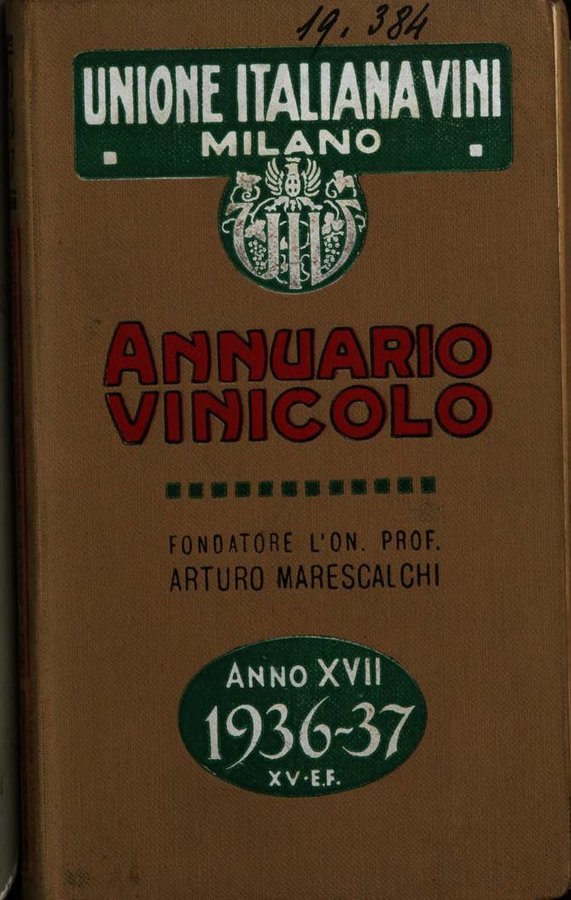 19.384
UNIONE ITALIANA VINI
MILANO
ANNUARIO
VINICOLO
FONDATORE L'ON. PROF.
ARTURO MARESCALCHI
ANNO XVII
1936-37
XV·E.F.